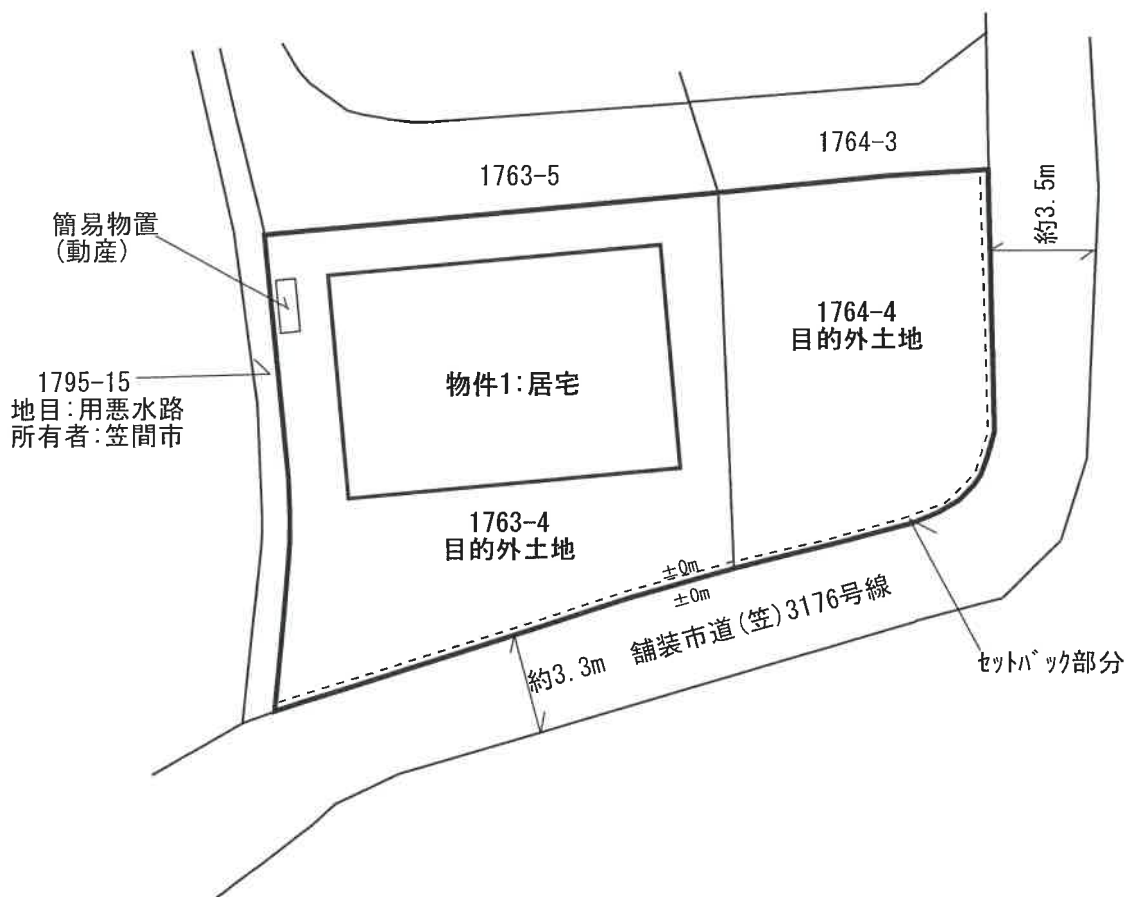 1763-5
1764-3
約3.5m
簡易物置
(動産)
1764-4
目的外土地
物件1:居宅
1795-15
地目:用悪水路
所有者:笠間市
1763-4
目的外土地
±0m
±0m
舗装市道(笠)3176号線
約3.3m
セットバック部分